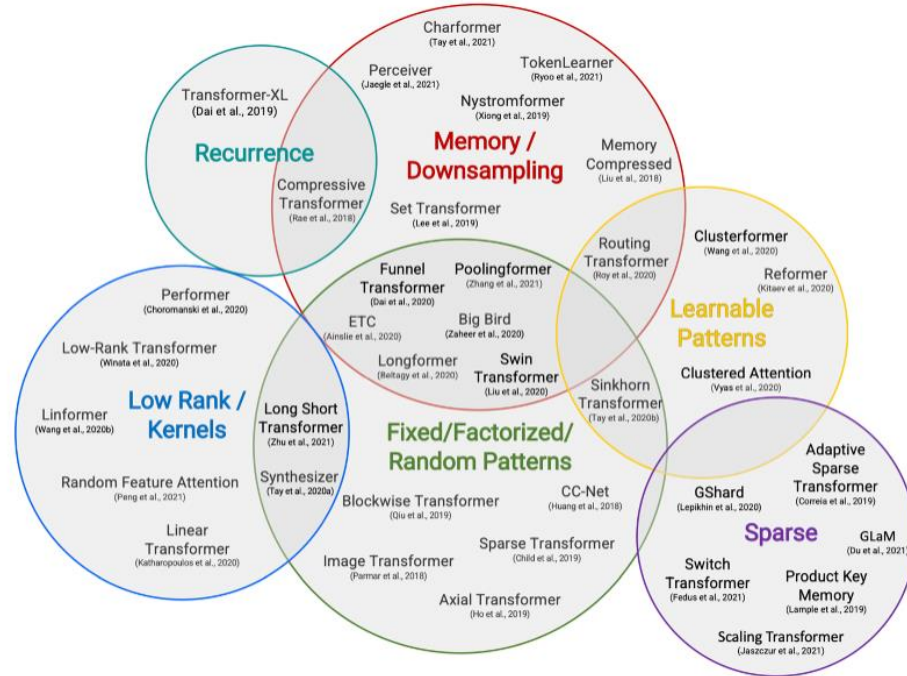 Charformer
(Tay et al., 2021)
TokenLearner
(Ryoo et al., 2021)
Perceiver
(Jaegle et al., 2021)
Transformer-XL
(Dai et al., 2019)
Nystromformer
(Xiong et al., 2019)
Recurrence
Memory /
Downsampling
Memory
Compressed
(Liu et al., 2018)
Compressive
Transformer
(Rae et al., 2018)
Set Transformer
(Lee et al., 2019)
Routing
Transformer
(Roy et al., 2020)
Clusterformer
(Wang et al., 2020)
Reformer
(Kitaev et al., 2020)
Learnable
Patterns
Clustered Attention
(Vyas et al., 2020)
Funnel
Transformer
(Dai et al., 2020)
Poolingformer
(Zhang et al., 2021)
ETC
(Ainslie et al., 2020)
Big Bird
(Zaheer et al., 2020)
Longformer
(Beltagy et al., 2020)
Swin
Transformer
(Liu et al., 2020)
Sinkhorn
Transformer
(Tay et al., 2020b)
Performer
(Choromanski et al., 2020)
Low-Rank Transformer
(Winata et al., 2020)
Linformer
(Wang et al., 2020b)
Low Rank /
Kernels
Long Short
Transformer
(Zhu et al., 2021)
Random Feature Attention
(Peng et al., 2021)
Synthesizer
(Tay et al., 2020a)
Linear
Transformer
(Katharopoulos et al., 2020)
Fixed/Factorized/
Random Patterns
Blockwise Transformer
(Qiu et al., 2019)
CC-Net
(Huang et al., 2018)
Sparse Transformer
(Child et al., 2019)
Image Transformer
(Parmar et al., 2018)
Axial Transformer
(Ho et al., 2019)
Adaptive
Sparse
Transformer
(Correia et al., 2019)
GShard
(Lepikhin et al., 2020)
Sparse
GLaM
(Du et al., 2021)
Switch
Transformer
(Fedus et al., 2021)
Product Key
Memory
(Lample et al., 2019)
Scaling Transformer
(Jaszczur et al., 2021)